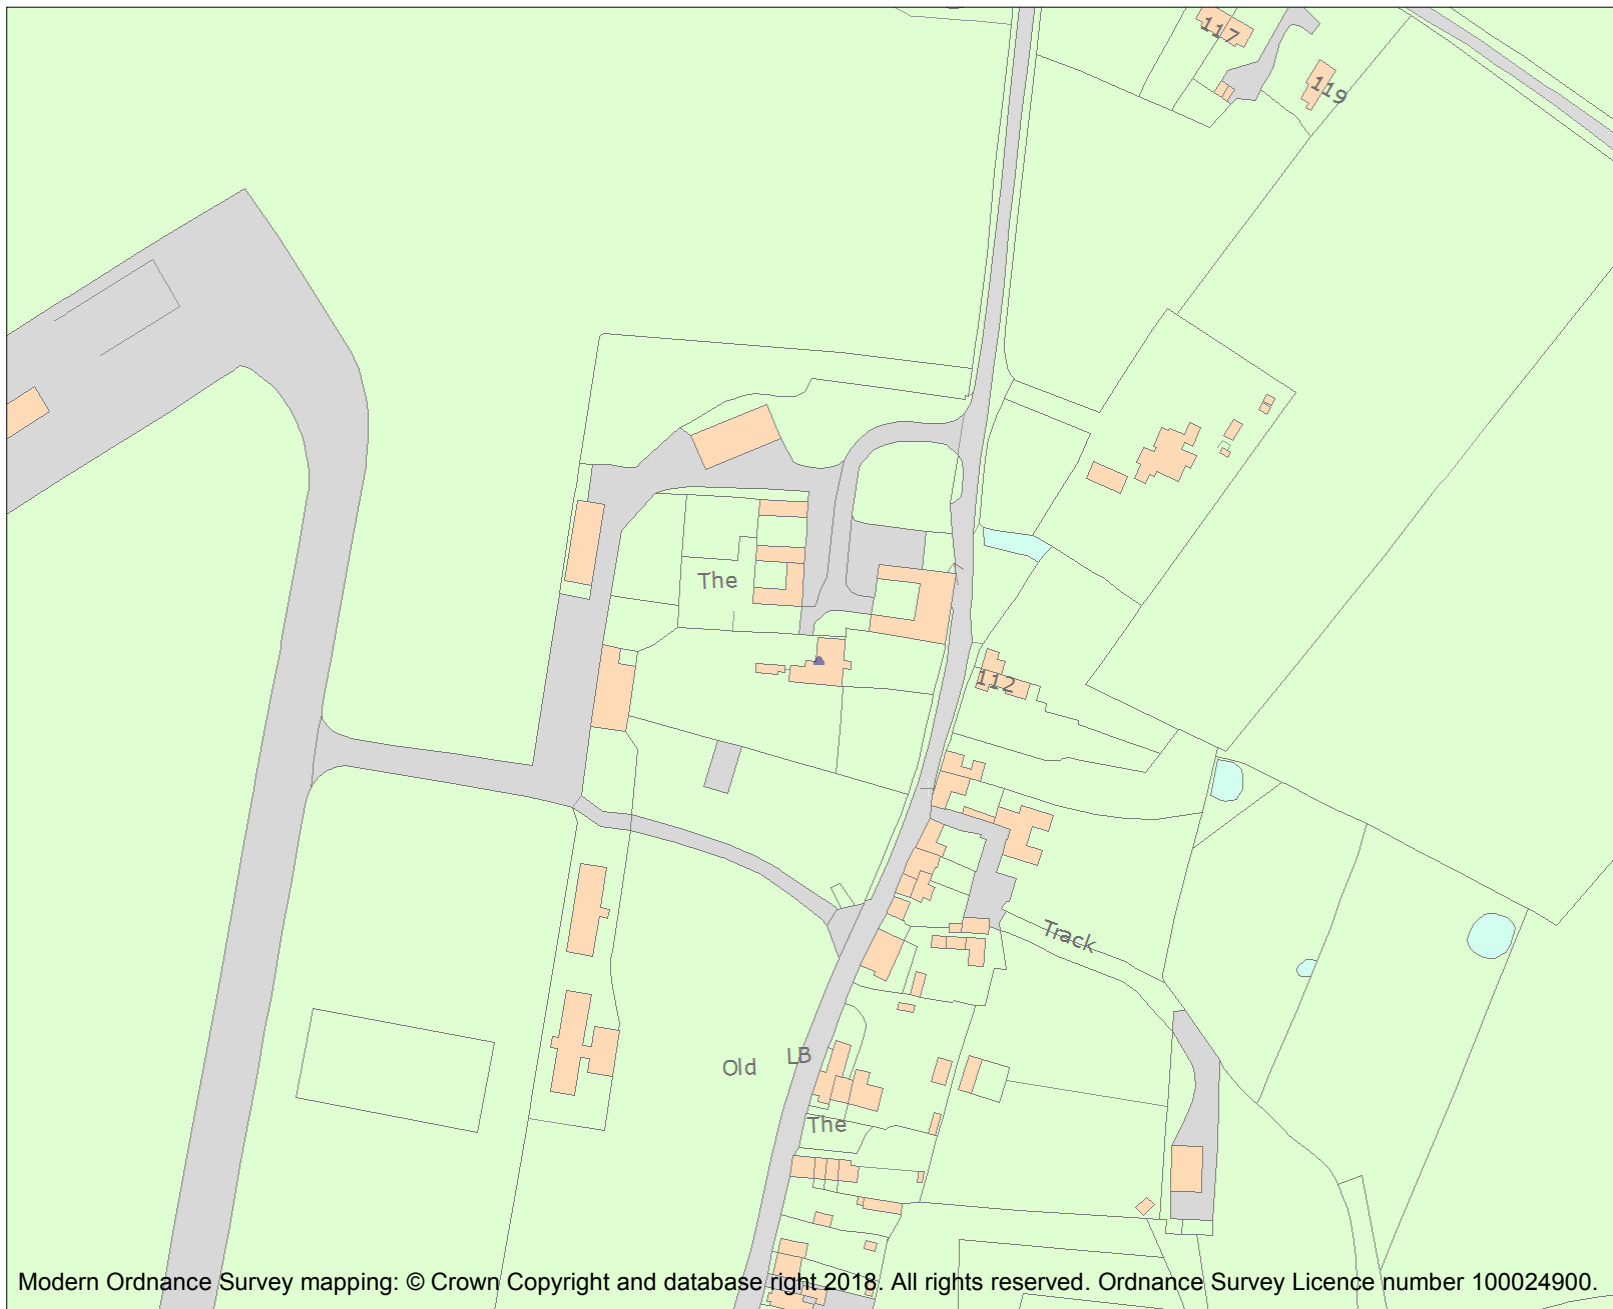 117
119
The
112
Track
Old
LB
The
Modern Ordnance Survey mapping: © Crown Copyright and database right 2018. All rights reserved. Ordnance Survey Licence number 100024900.